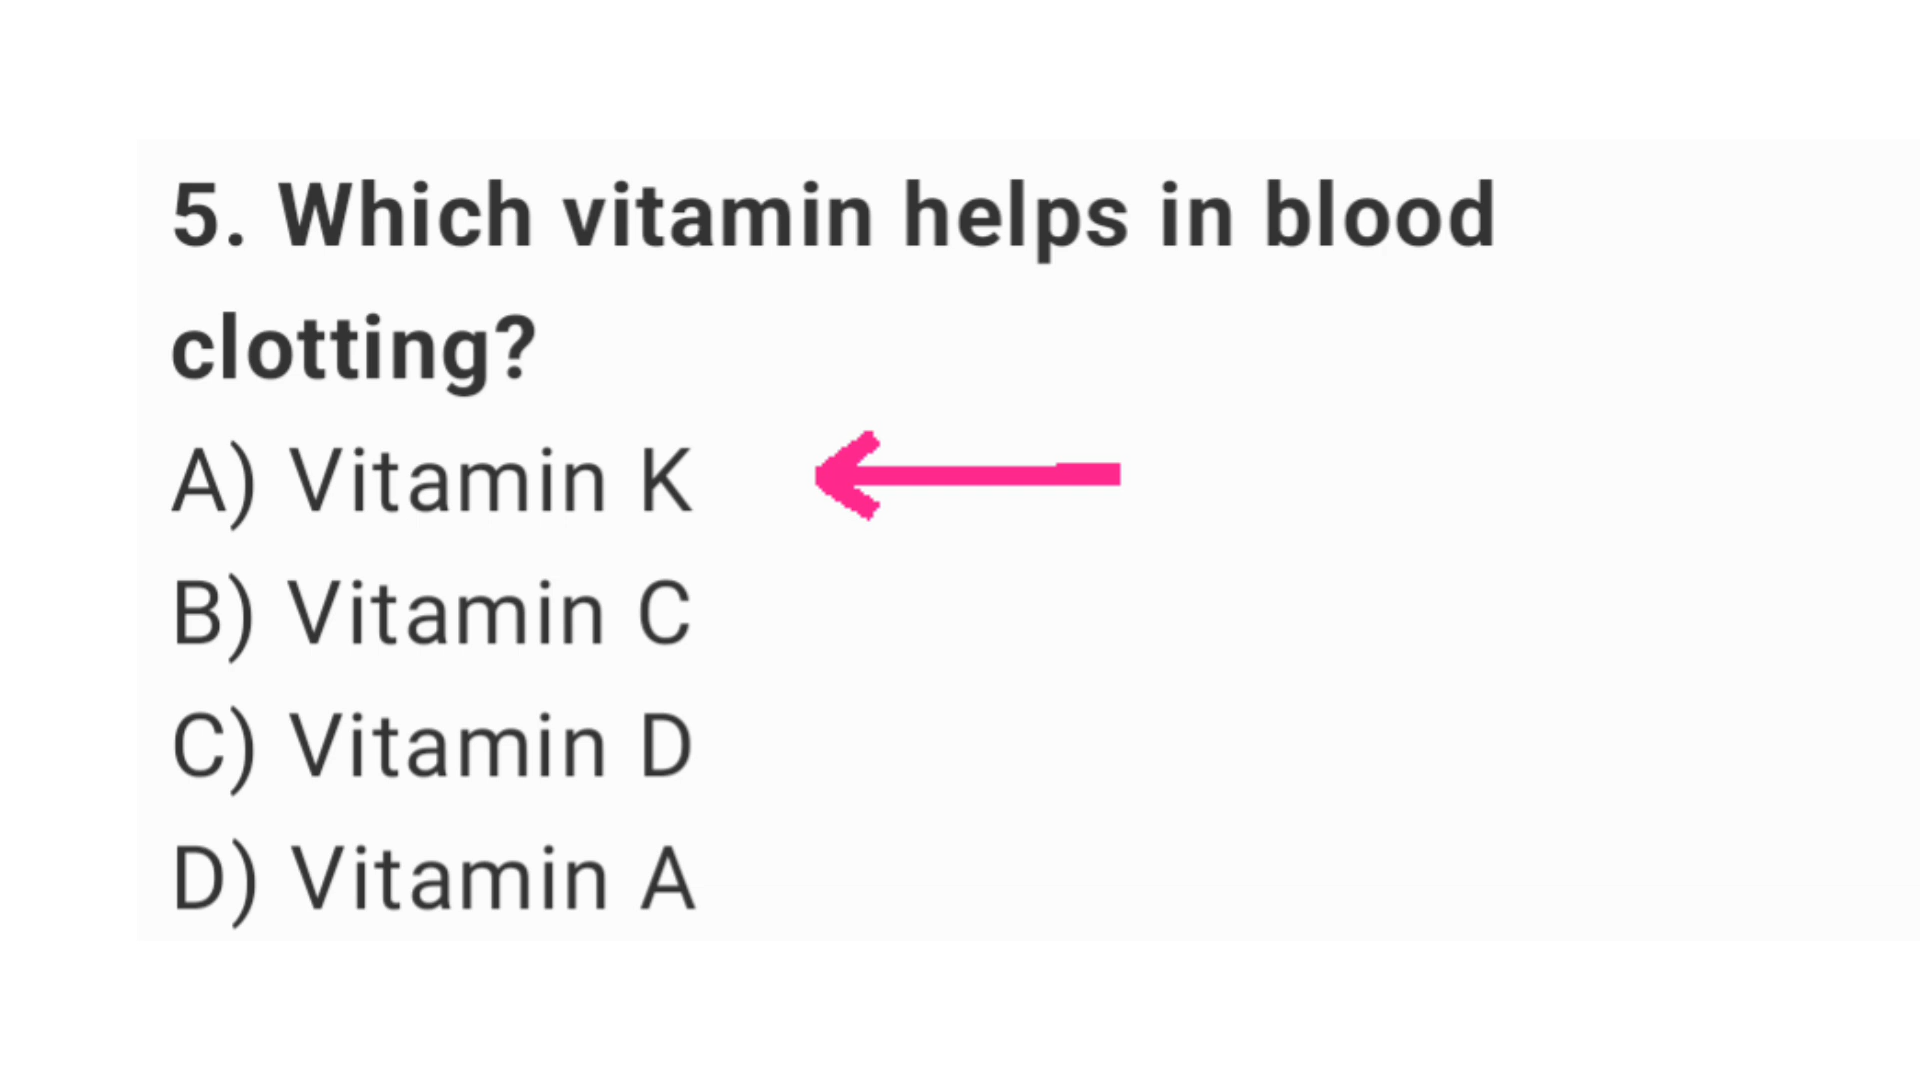 5. Which vitamin helps in blood
clotting?
A) Vitamin K
B) Vitamin C
C) Vitamin D
D) Vitamin A